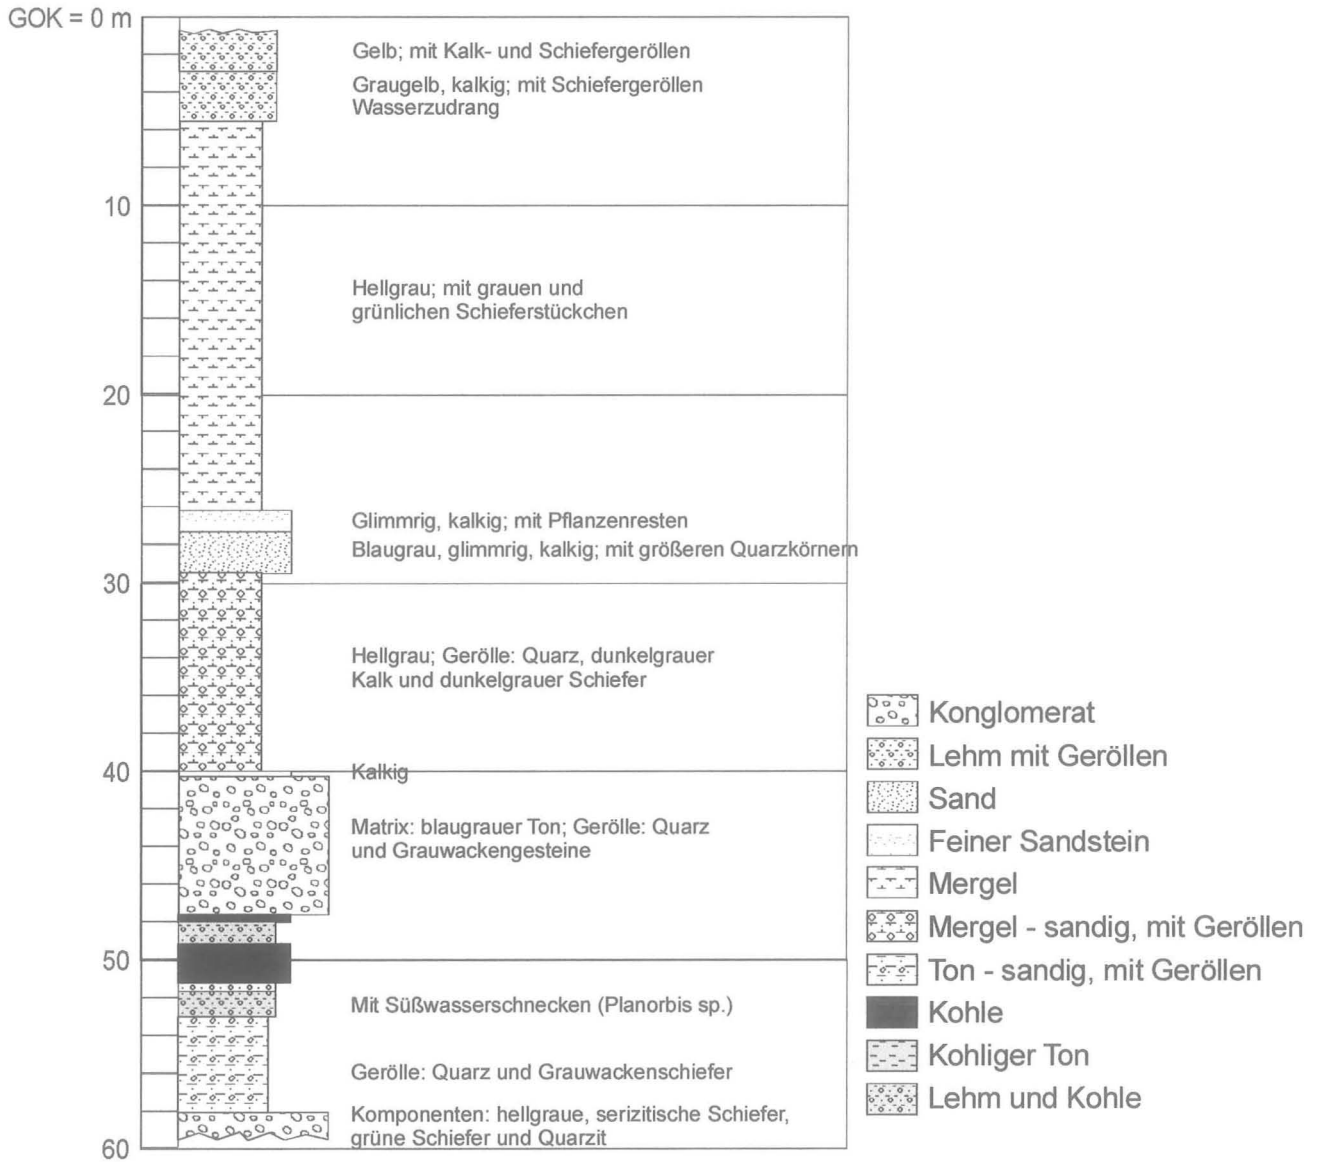 GOK = 0 m
Gelb; mit Kalk- und Schiefergeröllen
Graugelb, kalkig; mit Schiefergeröllen
Wasserzudrang
10
Hellgrau; mit grauen und
grünlichen Schieferstückchen
20
Glimmrig, kalkig; mit Pflanzenresten
Blaugrau, glimmrig, kalkig; mit größeren Quarzkörnern
30
Hellgrau; Gerölle: Quarz, dunkelgrauer
Kalk und dunkelgrauer Schiefer
40
Kalkig
Matrix: blaugrauer Ton; Gerölle: Quarz
und Grauwackengesteine
50
Mit Süßwasserschnecken (Planorbis sp.)
Gerölle: Quarz und Grauwackenschiefer
Komponenten: hellgraue, serizitische Schiefer,
grüne Schiefer und Quarzit
60
Konglomerat
Lehm mit Geröllen
Sand
Feiner Sandstein
Mergel
Mergel - sandig, mit Geröllen
Ton - sandig, mit Geröllen
Kohle
Kohliger Ton
Lehm und Kohle